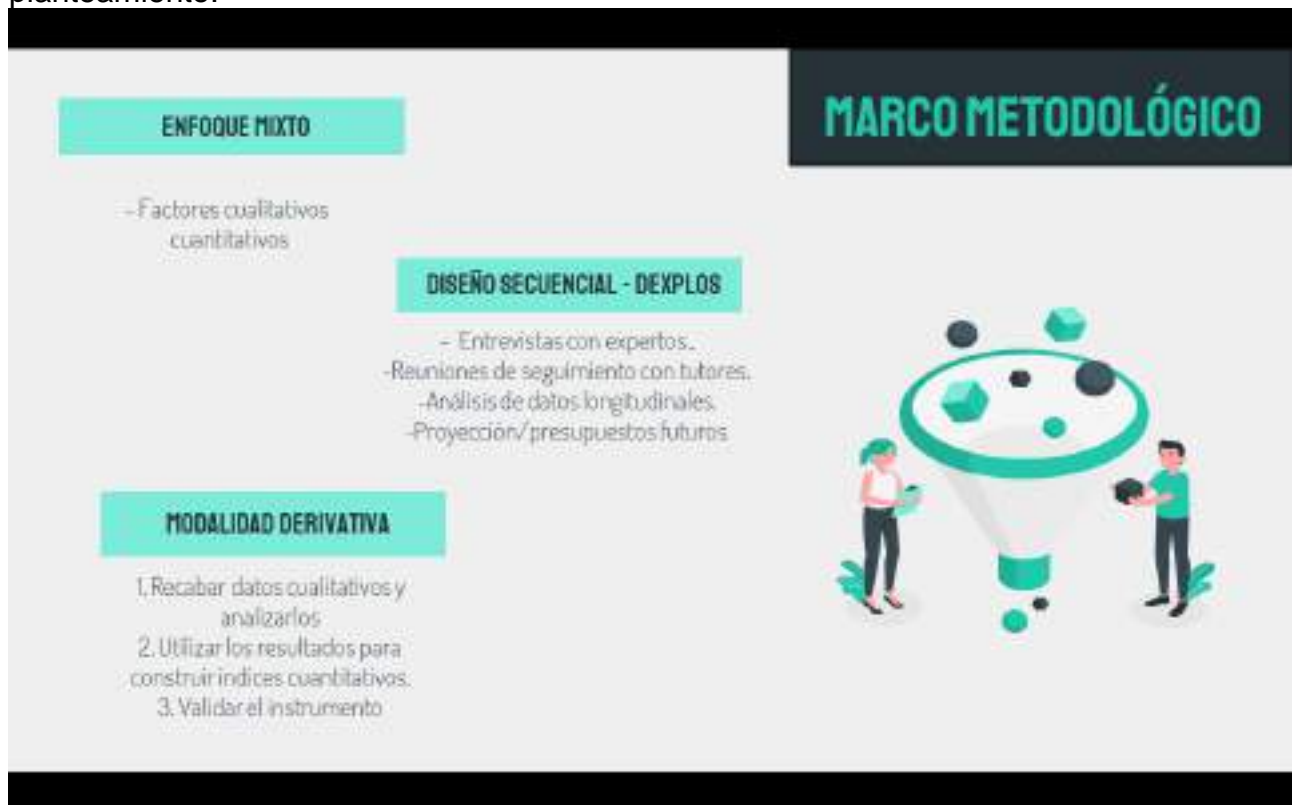 planteamiento.
MARCO METODOLÓGICO
ENFOQUE MIXTO
- Factores cualitativos
cuantitativos
DISEÑO SECUENCIAL - DEXPLOS
- Entrevistas con expertos..
-Reuniones de seguimiento con tutores.
-Análisis de datos longitudinales.
-Proyección/presupuestos futuros
MODALIDAD DERIVATIVA
1. Recabar datos cualitativos y
analizarlos
2. Utilizar los resultados para
construir indices cuantitativos.
3. Validar el instrumento